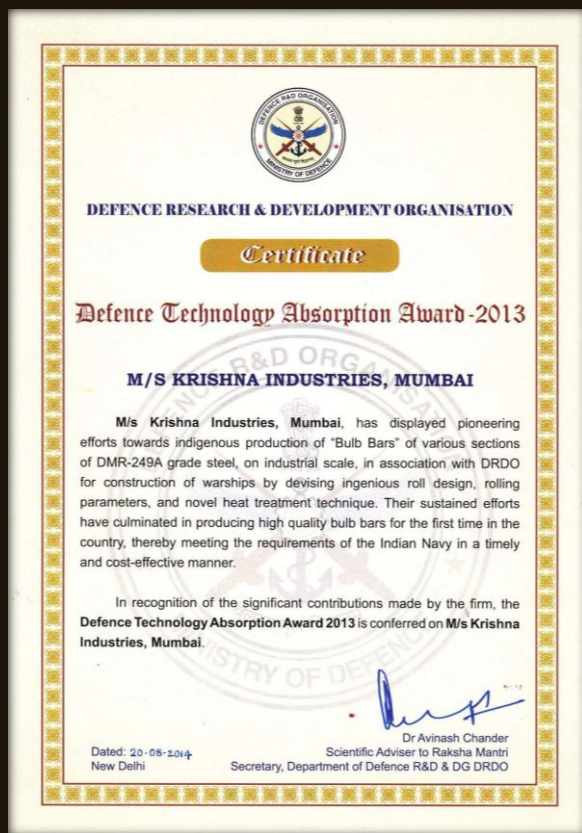 DEFENCE R&D ORGANISATION
MINISTRY OF DEFENCE
DEFENCE RESEARCH & DEVELOPMENT ORGANISATION
Certificate
Defence Technology Absorption Award-2013
M/S KRISHNA INDUSTRIES, MUMBAI
M/s Krishna Industries, Mumbai, has displayed pioneering
efforts towards indigenous production of "Bulb Bars" of various sections
of DMR-249A grade steel, on industrial scale, in association with DRDO
for construction of warships by devising ingenious roll design, rolling
parameters, and novel heat treatment technique. Their sustained efforts
have culminated in producing high quality bulb bars for the first time in the
country, thereby meeting the requirements of the Indian Navy in a timely
and cost-effective manner.
In recognition of the significant contributions made by the firm, the
Defence Technology Absorption Award 2013 is conferred on M/s Krishna
Industries, Mumbai.
Dr Avinash Chander
Dated: 20-08-2014 Scientific Adviser to Raksha Mantri
New Delhi Secretary, Department of Defence R&D & DG DRDO